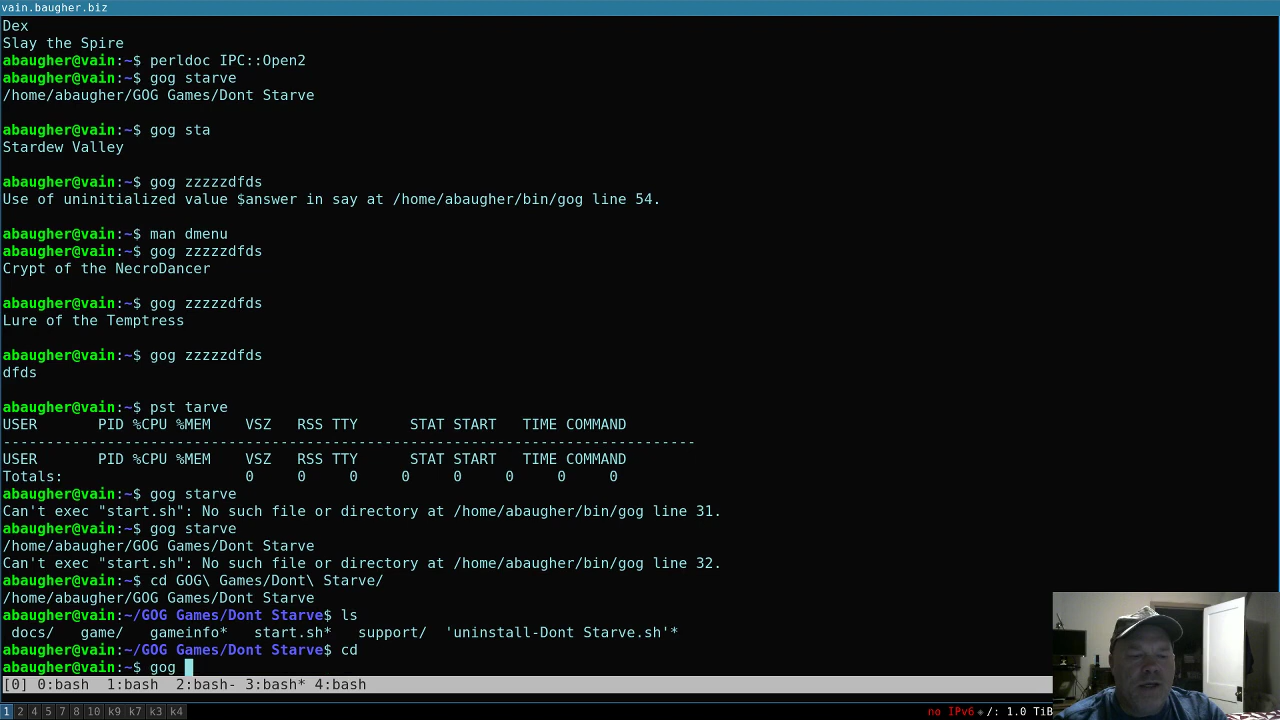 vain.baugher.biz
Dex
Slay the Spire
abaugher@vain:~$ perldoc IPC::Open2
abaugher@vain:~$ gog starve
/home/abaugher/GOG Games/Dont Starve
abaugher@vain:~$ gog sta
Stardew Valley
abaugher@vain:~$ gog zzzzzdfds
Use of uninitialized value $answer in say at /home/abaugher/bin/gog line 54.
abaugher@vain:~$ man dmenu
abaugher@vain:~$ gog zzzzzdfds
Crypt of the NecroDancer
abaugher@vain:~$ gog zzzzzdfds
Lure of the Temptress
abaugher@vain:~$ gog zzzzzdfds
dfds
abaugher@vain:~$ pst tarve
USER       PID %CPU %MEM    VSZ   RSS TTY      STAT START   TIME COMMAND
--------------------------------------------------------------------------------
USER       PID %CPU %MEM    VSZ   RSS TTY      STAT START   TIME COMMAND
Totals:                     0     0     0     0     0     0     0     0
abaugher@vain:~$ gog starve
Can't exec "start.sh": No such file or directory at /home/abaugher/bin/gog line 31.
abaugher@vain:~$ gog starve
/home/abaugher/GOG Games/Dont Starve
Can't exec "start.sh": No such file or directory at /home/abaugher/bin/gog line 32.
abaugher@vain:~$ cd GOG\ Games/Dont\ Starve/
/home/abaugher/GOG Games/Dont Starve
abaugher@vain:~/GOG Games/Dont Starve$ ls
docs/   game/   gameinfo*   start.sh*   support/  'uninstall-Dont Starve.sh'*
abaugher@vain:~/GOG Games/Dont Starve$ cd
abaugher@vain:~$ gog
[0] 0:bash  1:bash  2:bash- 3:bash* 4:bash
1 2 4 5 6 7 8 10 k9 k7 k3 k4 no IPv6 * /: 1.0 TiB